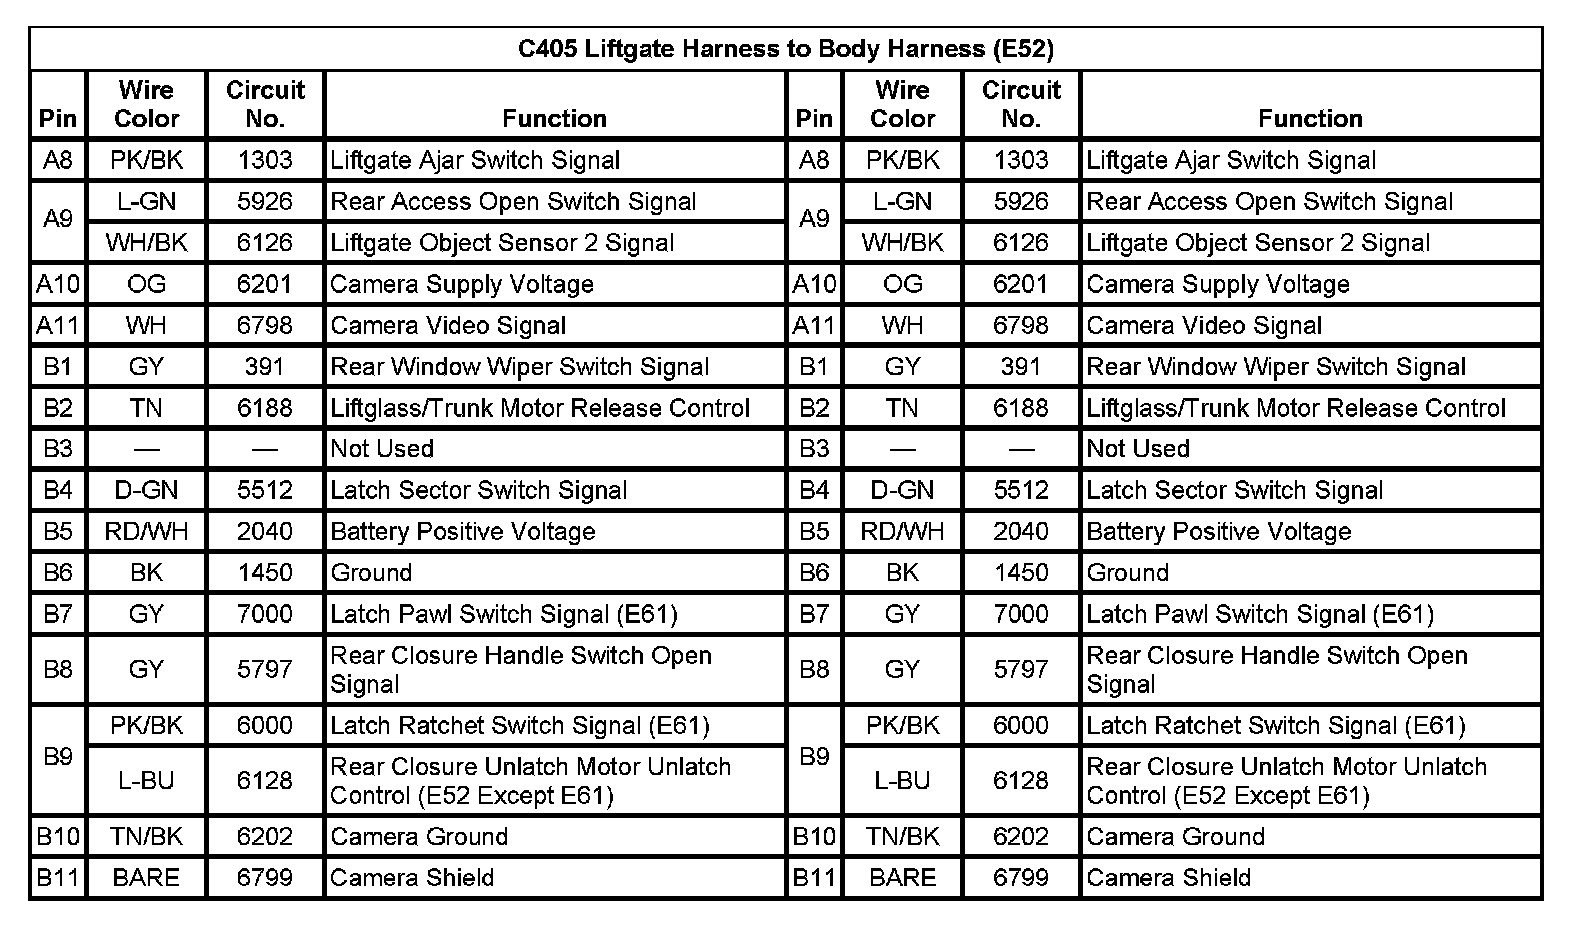 C405 Liftgate Harness to Body Harness (E52)
Pin Wire Color Circuit No. Function Pin Wire Color Circuit No. Function
A8 PK/BK 1303 Liftgate Ajar Switch Signal A8 PK/BK 1303 Liftgate Ajar Switch Signal
A9 L-GN 5926 Rear Access Open Switch Signal A9 L-GN 5926 Rear Access Open Switch Signal
WH/BK 6126 Liftgate Object Sensor 2 Signal WH/BK 6126 Liftgate Object Sensor 2 Signal
A10 OG 6201 Camera Supply Voltage A10 OG 6201 Camera Supply Voltage
A11 WH 6798 Camera Video Signal A11 WH 6798 Camera Video Signal
B1 GY 391 Rear Window Wiper Switch Signal B1 GY 391 Rear Window Wiper Switch Signal
B2 TN 6188 Liftglass/Trunk Motor Release Control B2 TN 6188 Liftglass/Trunk Motor Release Control
B3 — — Not Used B3 — — Not Used
B4 D-GN 5512 Latch Sector Switch Signal B4 D-GN 5512 Latch Sector Switch Signal
B5 RD/WH 2040 Battery Positive Voltage B5 RD/WH 2040 Battery Positive Voltage
B6 BK 1450 Ground B6 BK 1450 Ground
B7 GY 7000 Latch Pawl Switch Signal (E61) B7 GY 7000 Latch Pawl Switch Signal (E61)
B8 GY 5797 Rear Closure Handle Switch Open Signal B8 GY 5797 Rear Closure Handle Switch Open Signal
B9 PK/BK 6000 Latch Ratchet Switch Signal (E61) B9 PK/BK 6000 Latch Ratchet Switch Signal (E61)
L-BU 6128 Rear Closure Unlatch Motor Unlatch Control (E52 Except E61) L-BU 6128 Rear Closure Unlatch Motor Unlatch Control (E52 Except E61)
B10 TN/BK 6202 Camera Ground B10 TN/BK 6202 Camera Ground
B11 BARE 6799 Camera Shield B11 BARE 6799 Camera Shield